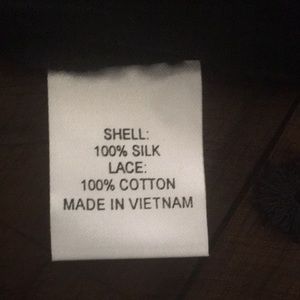 SHELL:
100% SILK
LACE:
100% COTTON
MADE IN VIETNAM